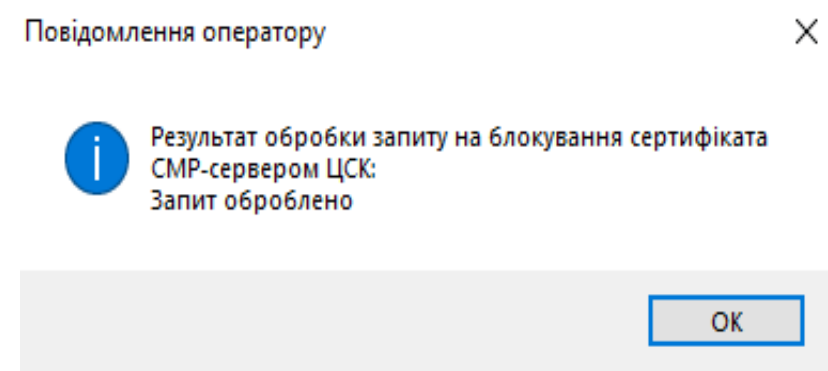 Повідомлення оператору
Результат обробки запиту на блокування сертифіката
CMP-сервером ЦСК:
Запит оброблено
OK